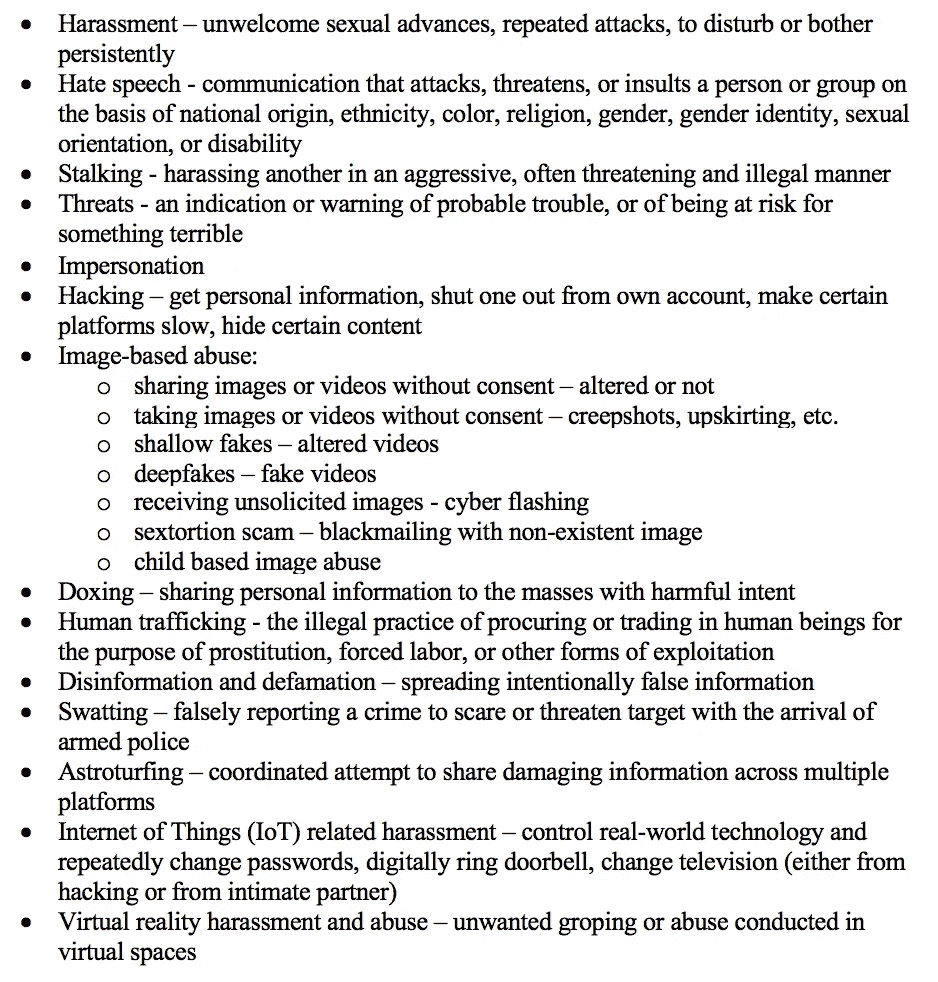 • Harassment – unwelcome sexual advances, repeated attacks, to disturb or bother
persistently
• Hate speech - communication that attacks, threatens, or insults a person or group on
the basis of national origin, ethnicity, color, religion, gender, gender identity, sexual
orientation, or disability
• Stalking - harassing another in an aggressive, often threatening and illegal manner
• Threats - an indication or warning of probable trouble, or of being at risk for
something terrible
• Impersonation
• Hacking – get personal information, shut one out from own account, make certain
platforms slow, hide certain content
• Image-based abuse:
o sharing images or videos without consent – altered or not
o taking images or videos without consent – creepshots, upskirting, etc.
o shallow fakes – altered videos
o deepfakes – fake videos
o receiving unsolicited images - cyber flashing
o sextortion scam – blackmailing with non-existent image
o child based image abuse
• Doxing – sharing personal information to the masses with harmful intent
• Human trafficking - the illegal practice of procuring or trading in human beings for
the purpose of prostitution, forced labor, or other forms of exploitation
• Disinformation and defamation – spreading intentionally false information
• Swatting – falsely reporting a crime to scare or threaten target with the arrival of
armed police
• Astroturfing – coordinated attempt to share damaging information across multiple
platforms
• Internet of Things (IoT) related harassment – control real-world technology and
repeatedly change passwords, digitally ring doorbell, change television (either from
hacking or from intimate partner)
• Virtual reality harassment and abuse – unwanted groping or abuse conducted in
virtual spaces